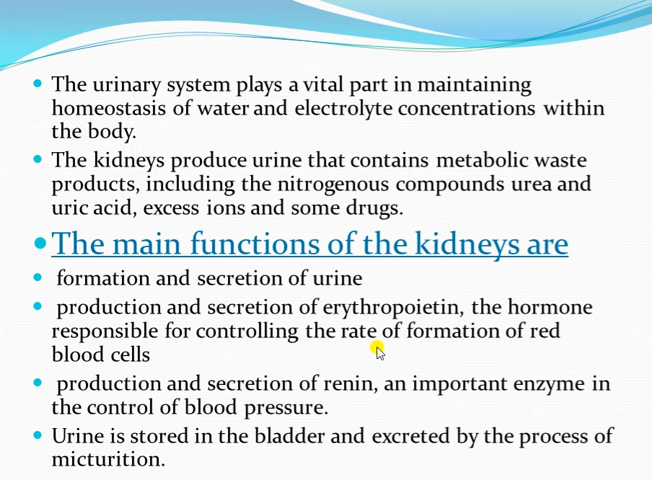 The urinary system plays a vital part in maintaining
homeostasis of water and electrolyte concentrations within
the body.
The kidneys produce urine that contains metabolic waste
products, including the nitrogenous compounds urea and
uric acid, excess ions and some drugs.
The main functions of the kidneys are
formation and secretion of urine
production and secretion of erythropoietin, the hormone
responsible for controlling the rate of formation of red
blood cells
production and secretion of renin, an important enzyme in
the control of blood pressure.
Urine is stored in the bladder and excreted by the process of
micturition.